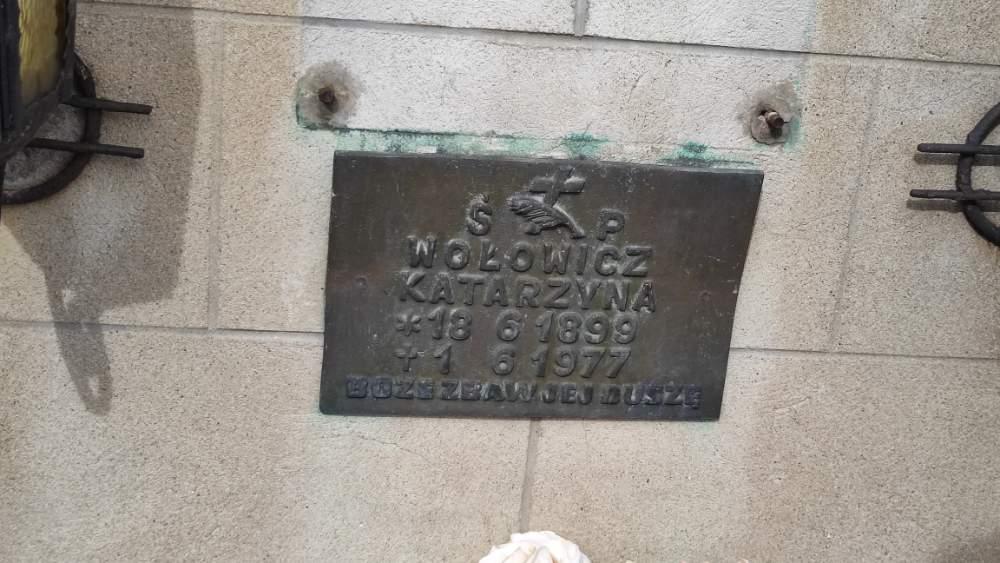 Ś P
WOŁOWICZ
KATARZYNA
* 18 6 1899
† 1 6 1977
BOŻE ZBAW JEJ DUSZĘ